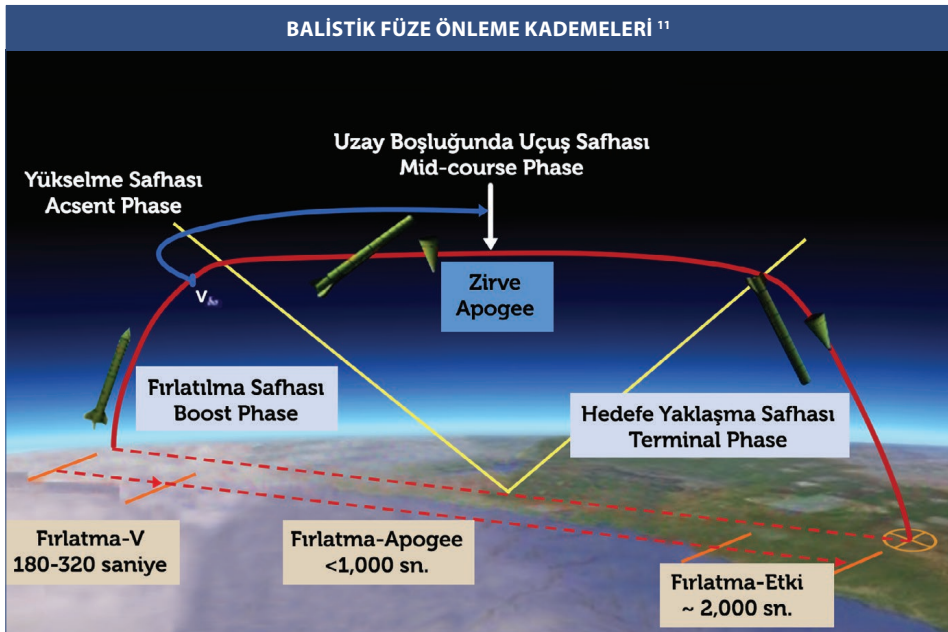 BALİSTİK FÜZE ÖNLEME KADEMELERİ 11
Uzay Boşluğunda Uçuş Safhası
Mid-course Phase
Yükselme Safhası
Acsent Phase
Zirve
Apogee
V bo
Fırlatılma Safhası
Boost Phase
Hedefe Yaklaşma Safhası
Terminal Phase
Fırlatma-V
180-320 saniye
Fırlatma-Apogee
<1,000 sn.
Fırlatma-Etki
~ 2,000 sn.